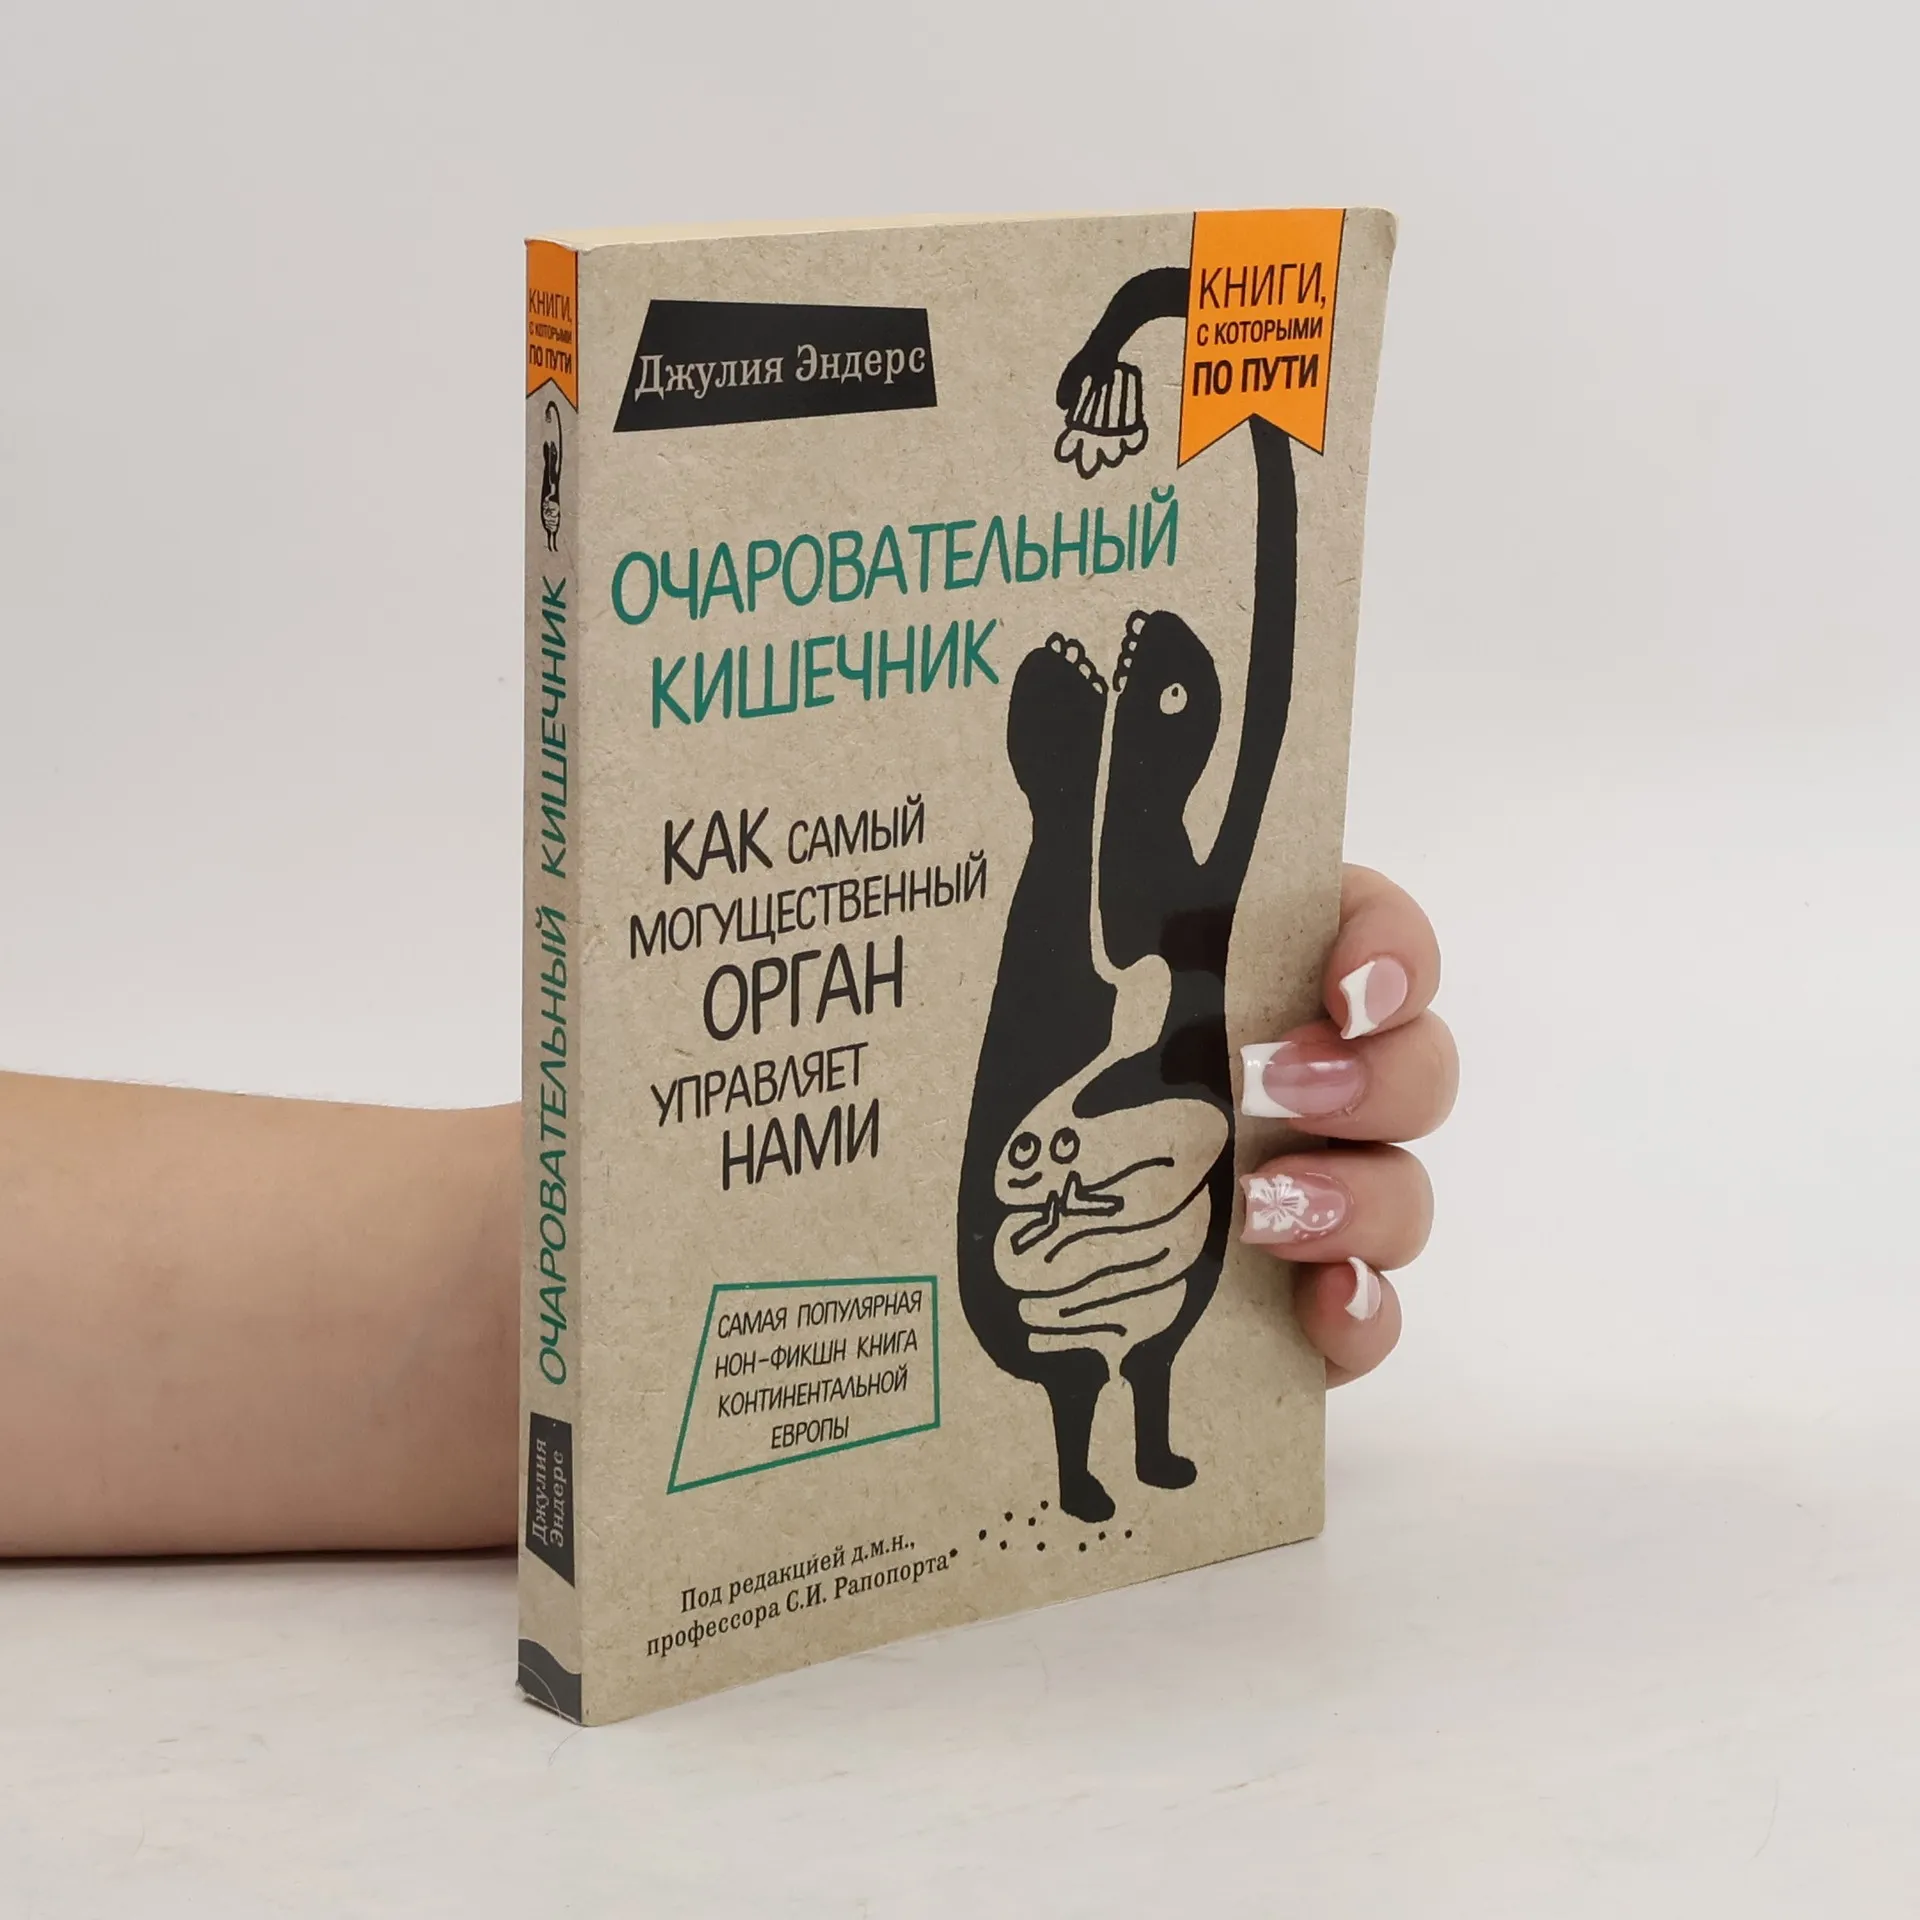 КНИГИ,
С КОТОРЫМИ
ПО ПУТИ
ОЧАРОВАТЕЛЬНЫЙ КИШЕЧНИК
Джулия
Эндерс
Джулия Эндерс
КНИГИ,
С КОТОРЫМИ
ПО ПУТИ
ОЧАРОВАТЕЛЬНЫЙ
КИШЕЧНИК
КАК САМЫЙ
МОГУЩЕСТВЕННЫЙ
ОРГАН
УПРАВЛЯЕТ
НАМИ
САМАЯ ПОПУЛЯРНАЯ
НОН-ФИКШН КНИГА
КОНТИНЕНТАЛЬНОЙ
ЕВРОПЫ
Под редакцией д.м.н.,
профессора С.И. Рапопорта